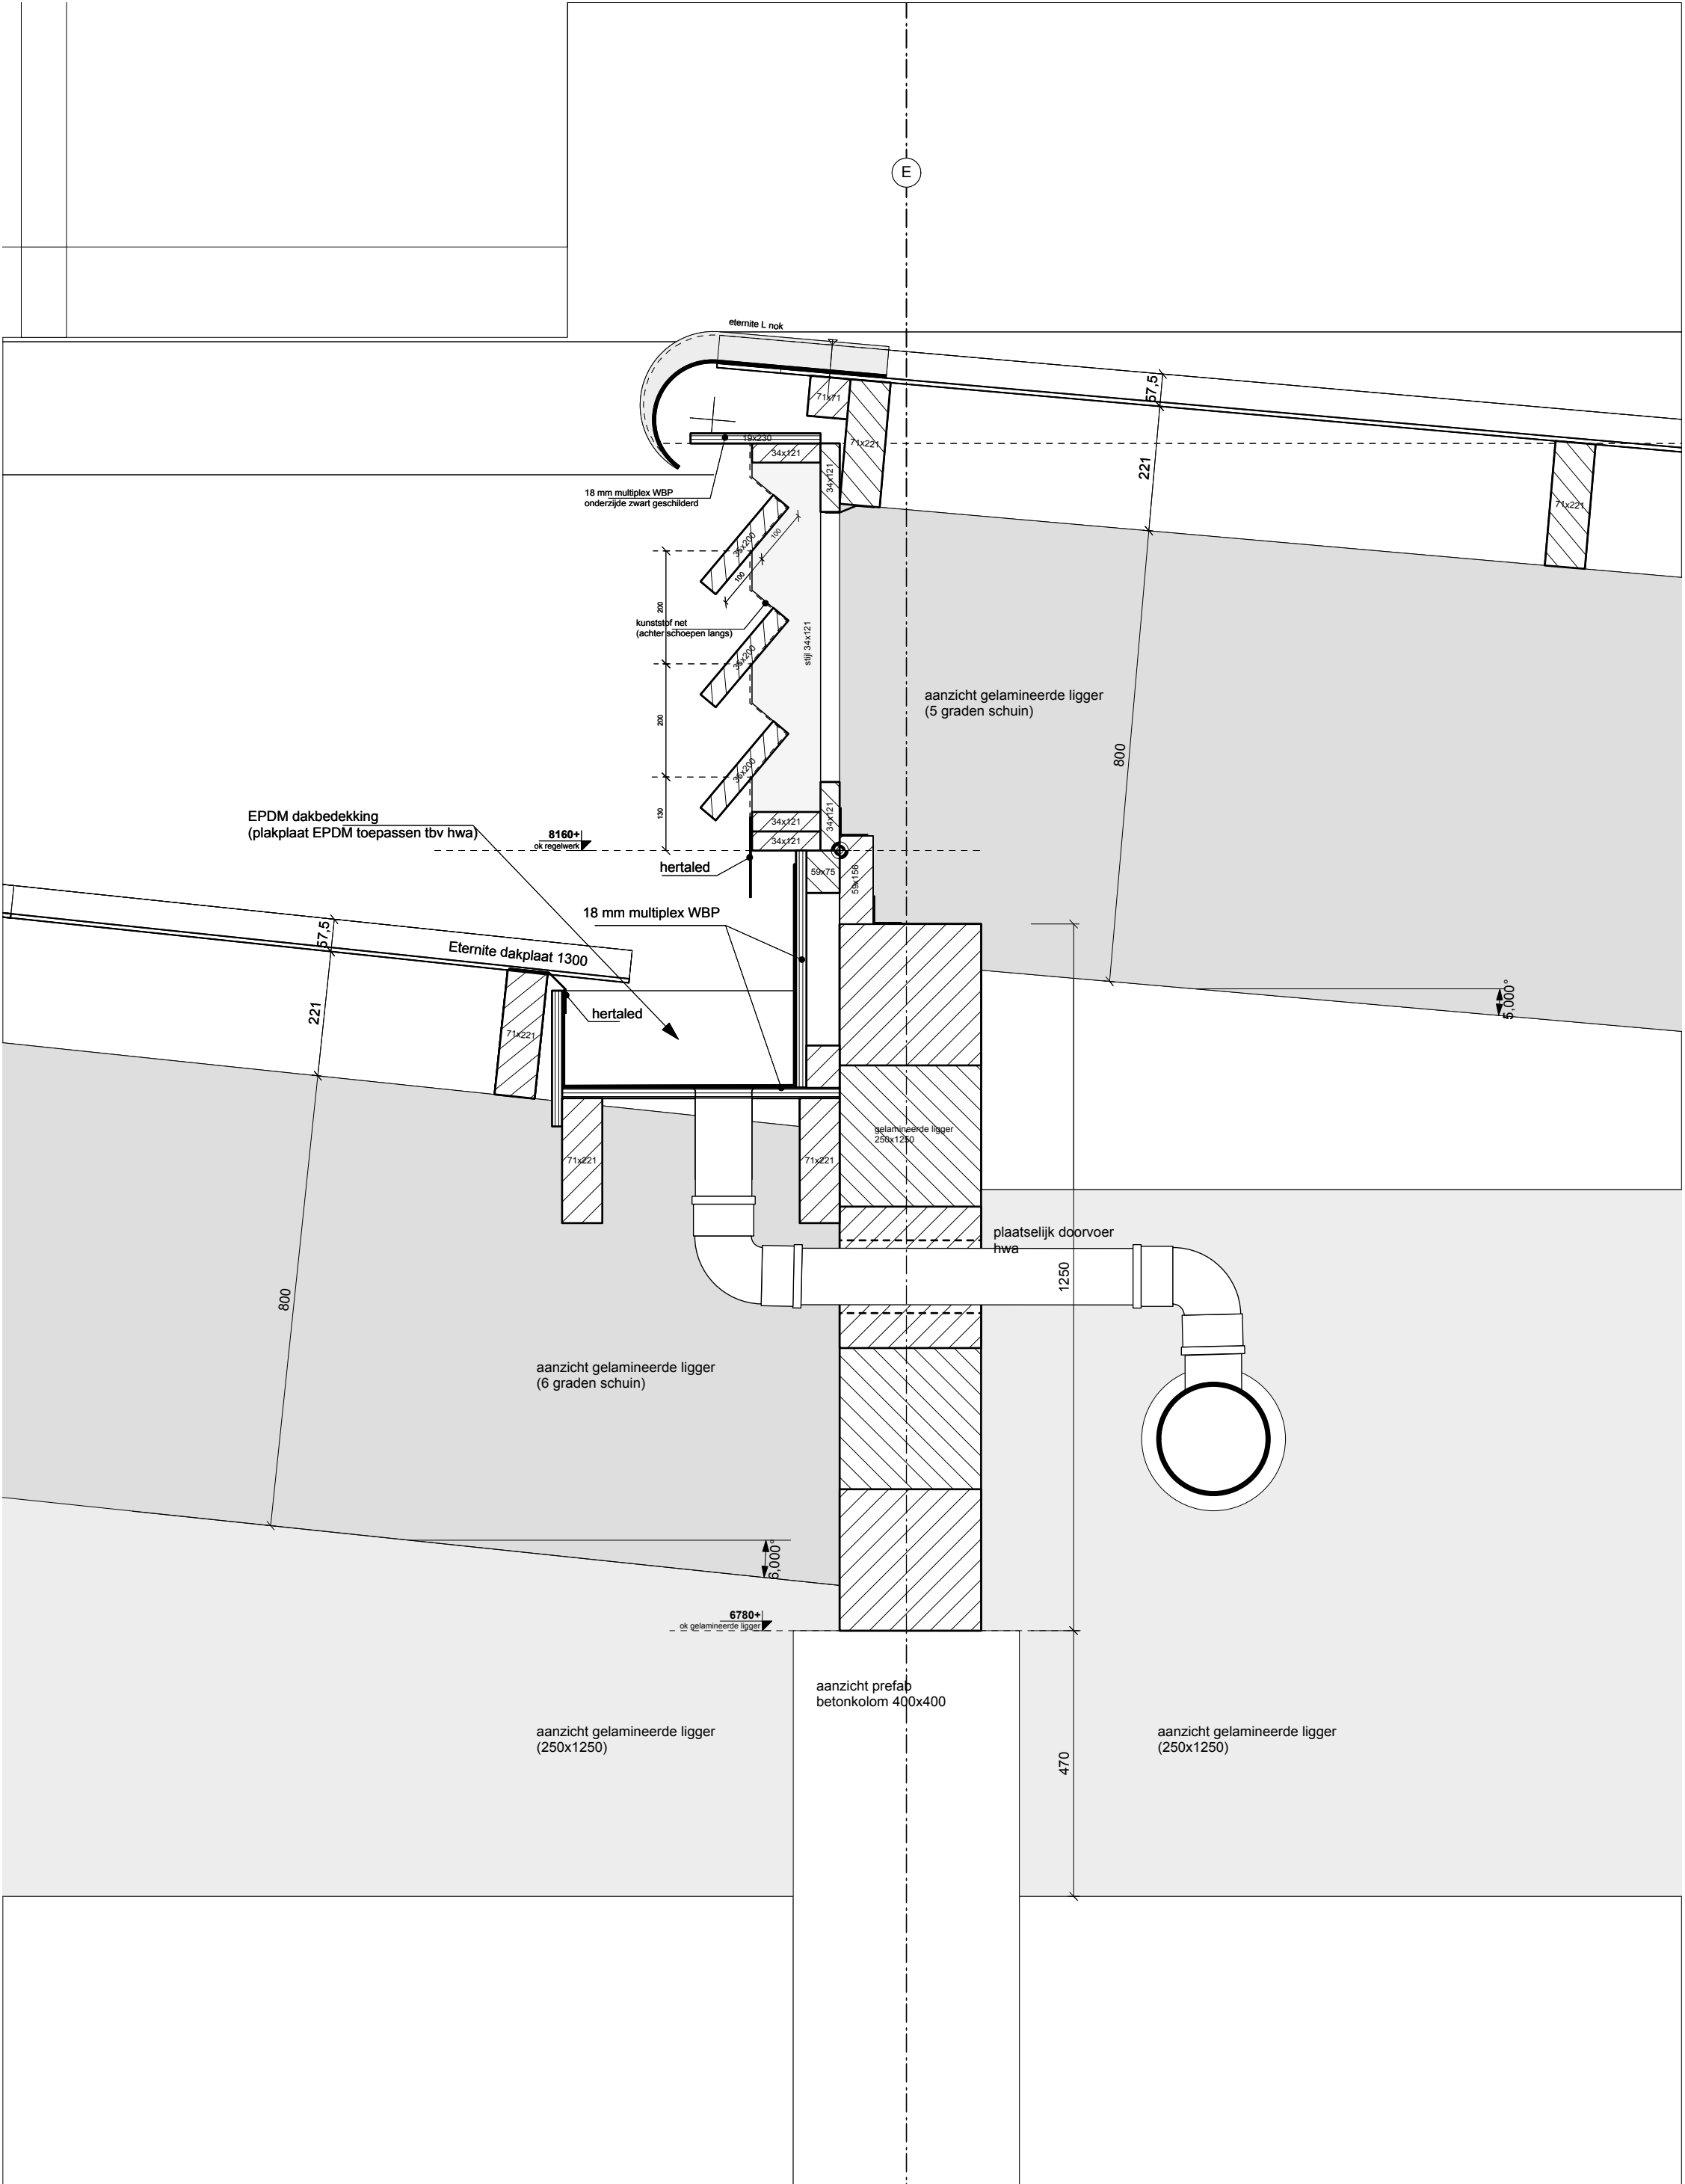 E
eternite L nok
57,5
71x71
19x230
71x221
34x121
34x121
221
18 mm multiplex WBP
onderzijde zwart geschilderd
71x221
35x200
100
100
200
kunststof net
(achter schoepen langs)
stijl 34x121
35x200
aanzicht gelamineerde ligger
(5 graden schuin)
200
800
35x200
EPDM dakbedekking
(plakplaat EPDM toepassen tbv hwa)
130
34x121
34x121
34x121
8160+
ok regelwerk
hertaled
59x75
59x156
18 mm multiplex WBP
57,5
Eternite dakplaat 1300
5,000°
221
hertaled
71x221
gelamineerde ligger
250x1250
71x221
71x221
plaatselijk doorvoer
hwa
1250
800
aanzicht gelamineerde ligger
(6 graden schuin)
6,000°
6780+
ok gelamineerde ligger
aanzicht prefab
betonkolom 400x400
aanzicht gelamineerde ligger
(250x1250)
aanzicht gelamineerde ligger
(250x1250)
470